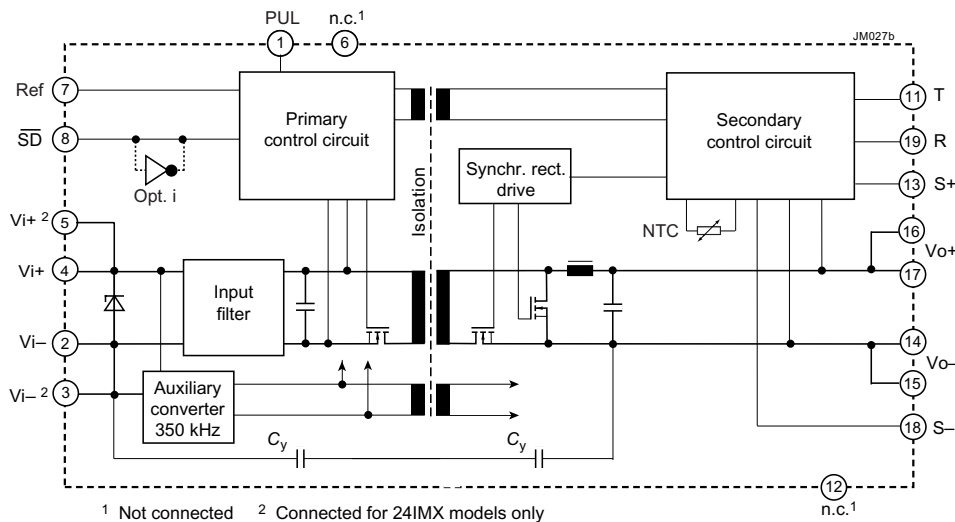 PUL
n.c.¹
1
6
JM027b
Ref
7
SD
8
Opt. i
Primary
control circuit
Secondary
control circuit
11
T
19
R
13
S+
Synchr. rect.
drive
Isolation
NTC
Vi+ ²
5
Vi+
4
16
Vo+
17
Input
filter
Vi–
2
14
Vo–
15
Vi– ²
3
Auxiliary
converter
350 kHz
18
S–
Cy
Cy
12
n.c.¹
¹ Not connected ² Connected for 24IMX models only